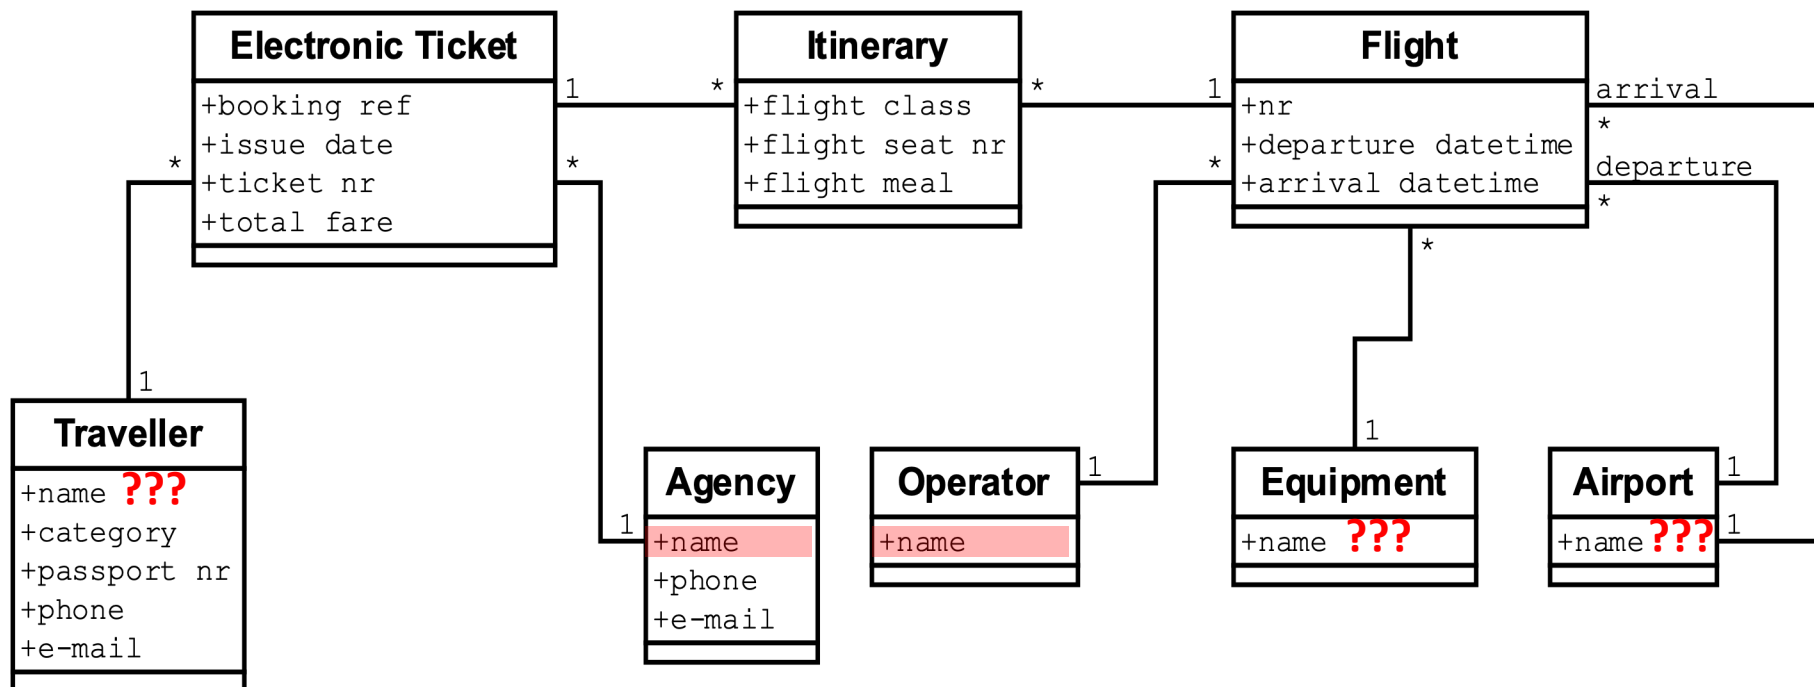 Electronic Ticket
+booking ref
+issue date
+ticket nr
+total fare
1
*
*
*
Itinerary
+flight class
+flight seat nr
+flight meal
*
1
Flight
+nr
+departure datetime
+arrival datetime
*
arrival
*
departure
*
*
1
Traveller
+name ???
+category
+passport nr
+phone
+e-mail
1
Agency
+name
+phone
+e-mail
Operator
+name
1
1
Equipment
+name ???
Airport
+name ???
1
1